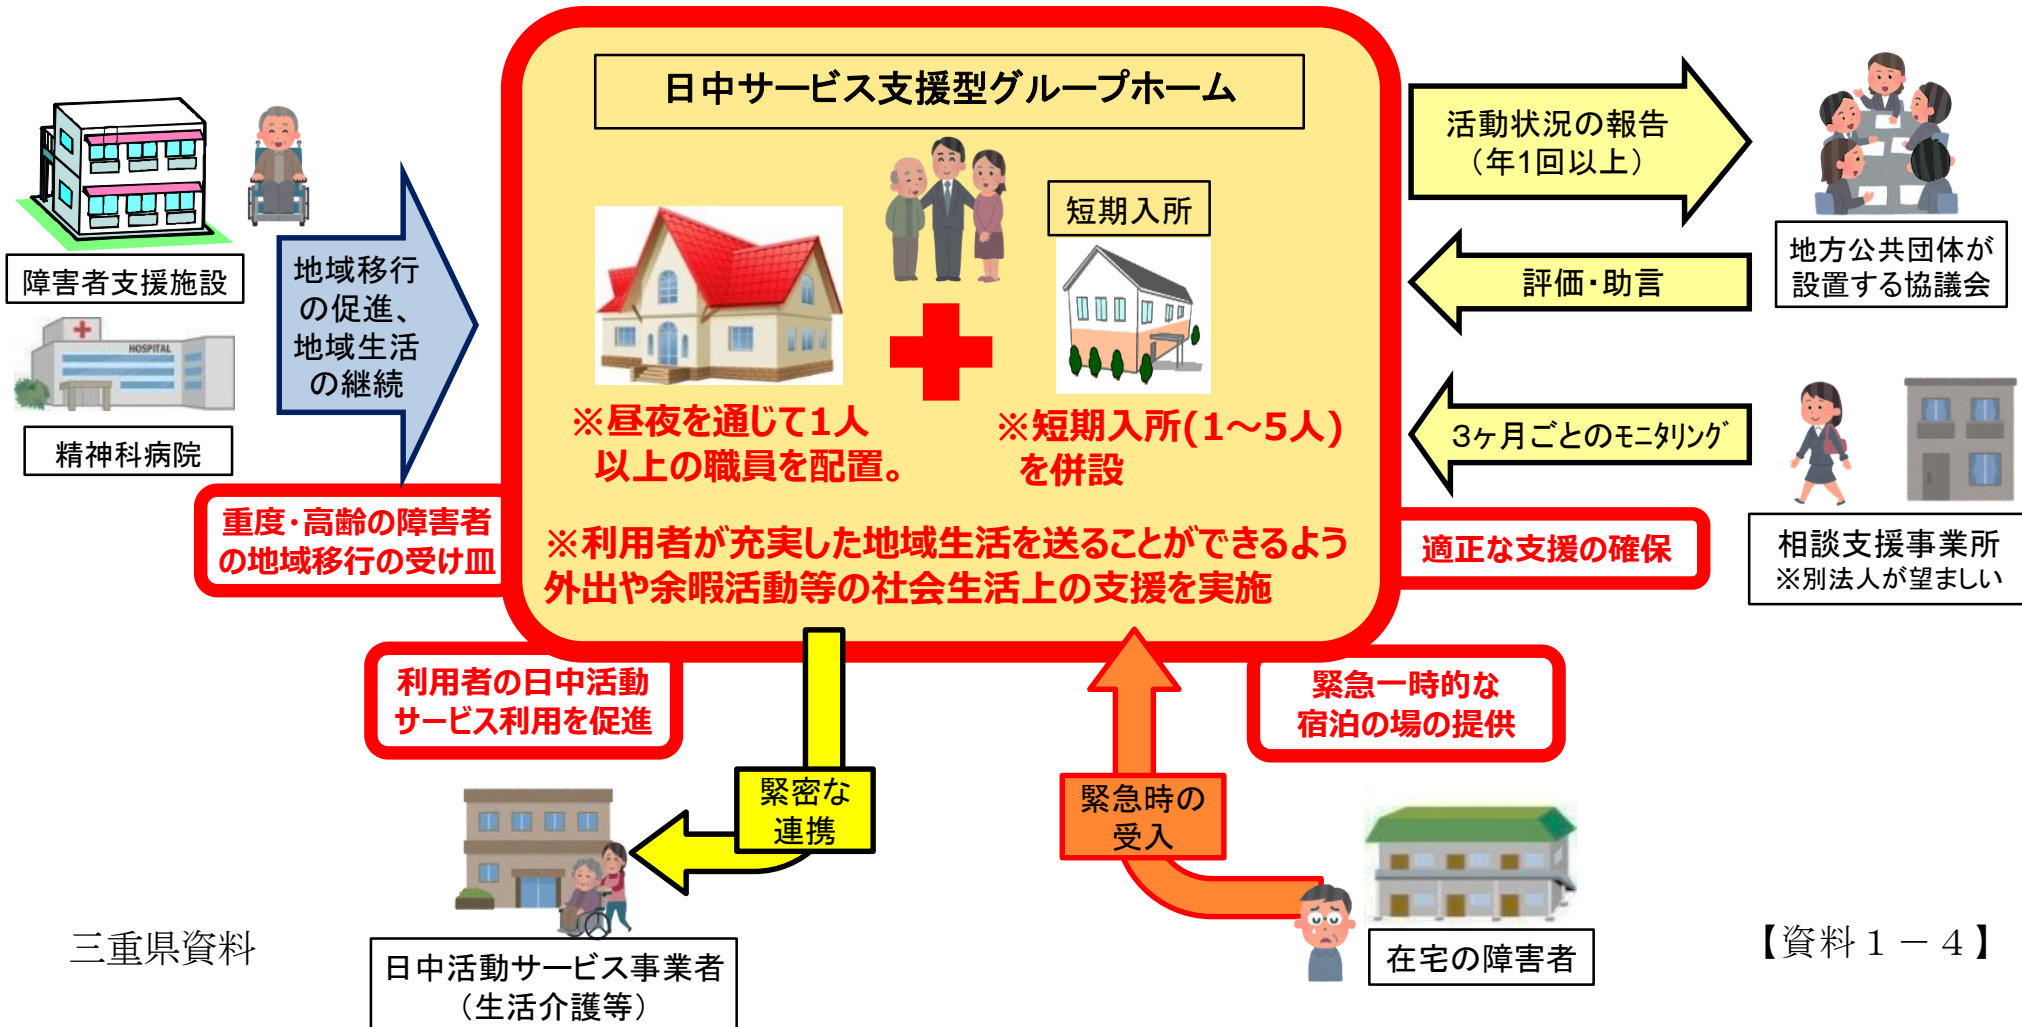 日中サービス支援型グループホーム
障害者支援施設
HOSPITAL
精神科病院
地域移行
の促進、
地域生活
の継続
短期入所
※昼夜を通じて1人
以上の職員を配置。
※短期入所(1～5人)
を併設
※利用者が充実した地域生活を送ることができるよう
外出や余暇活動等の社会生活上の支援を実施
活動状況の報告
（年1回以上）
地方公共団体が
設置する協議会
評価・助言
3ヶ月ごとのﾓﾆﾀﾘﾝｸﾞ
相談支援事業所
※別法人が望ましい
重度・高齢の障害者
の地域移行の受け皿
適正な支援の確保
利用者の日中活動
サービス利用を促進
緊急一時的な
宿泊の場の提供
緊密な
連携
緊急時の
受入
日中活動サービス事業者
（生活介護等）
在宅の障害者
三重県資料
【資料１－４】